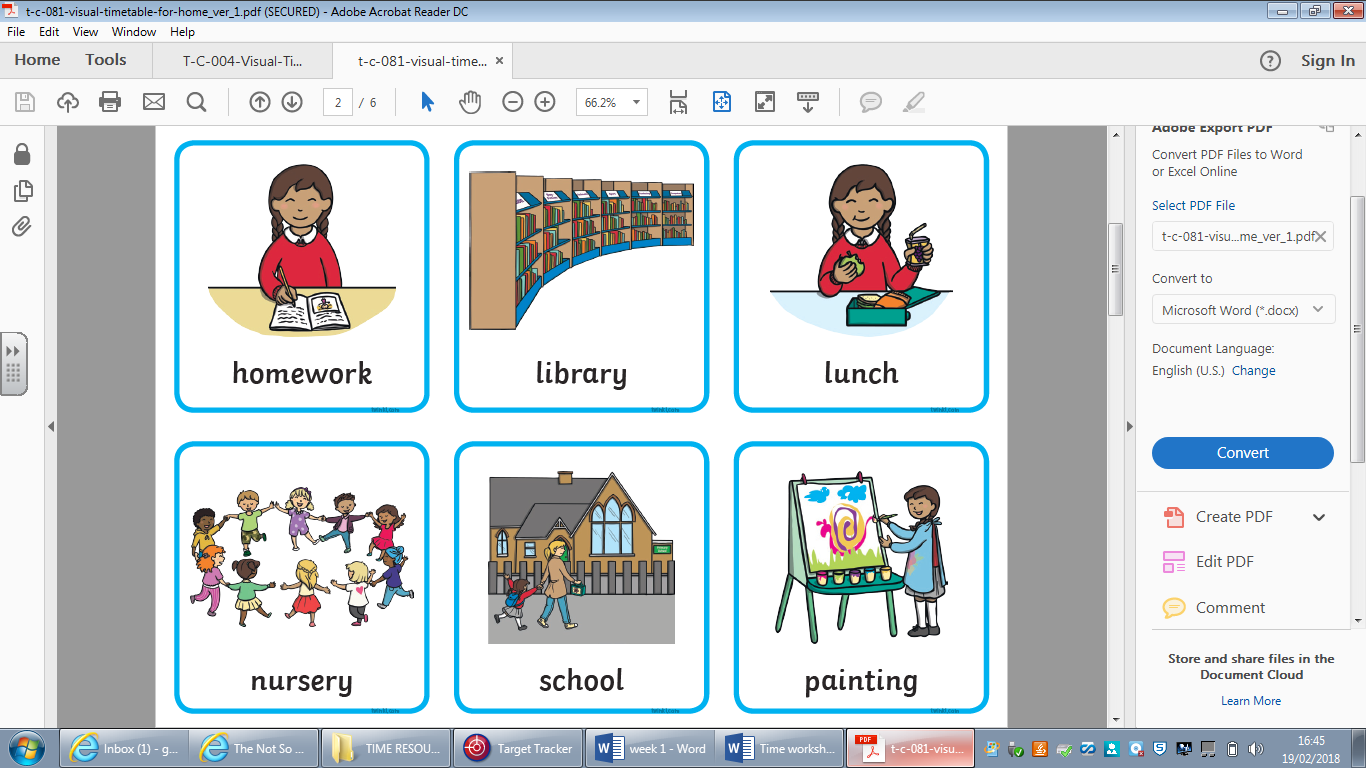 t-c-081-visual-timetable-for-home_ver_1.pdf (SECURED) - Adobe Acrobat Reader DC
File Edit View Window Help
Home Tools T-C-004-Visual-Ti... t-c-081-visual-time... Sign In
2 / 6 66.2%
Adobe Export PDF
Convert PDF Files to Word
or Excel Online
Select PDF File
t-c-081-visu...me_ver_1.pdf
Convert to
Microsoft Word (*.docx)
Document Language:
English (U.S.) Change
Convert
Create PDF
Edit PDF
Comment
Store and share files in the
Document Cloud
Learn More
homework library lunch
nursery school painting
Inbox (1) - g... The Not So ... TIME RESOU... Target Tracker week 1 - Word Time worksh... t-c-081-visu...
16:45
19/02/2018